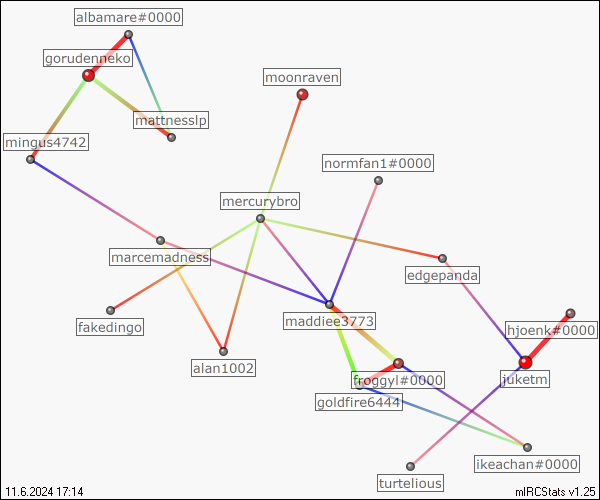 albamare#0000
gorudenneko
moonraven
mattnesslp
mingus4742
normfan1#0000
mercurybro
marcemadness
edgepanda
fakedingo
maddiee3773
hjoenk#0000
alan1002
froggyl#0000
juketm
goldfire6444
ikeachan#0000
turtelious
11.6.2024 17:14
mIRCStats v1.25